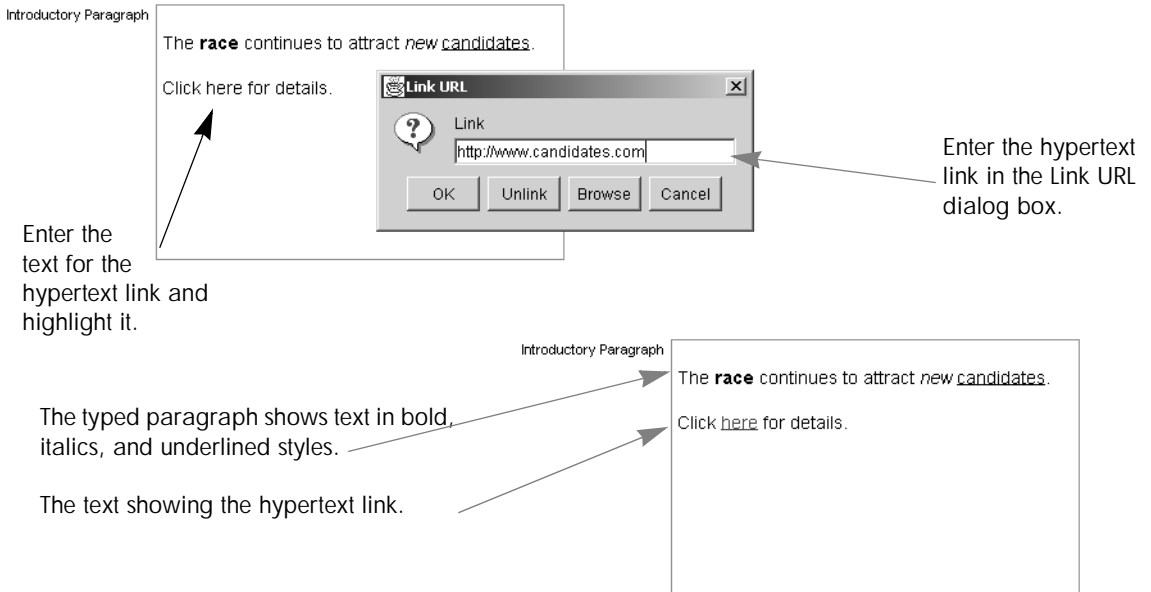 Introductory Paragraph
The race continues to attract new candidates.
Click here for details.
Link URL
Link
http://www.candidates.com
OK Unlink Browse Cancel
Enter the hypertext
link in the Link URL
dialog box.
Enter the
text for the
hypertext link and
highlight it.
Introductory Paragraph
The race continues to attract new candidates.
Click here for details.
The typed paragraph shows text in bold,
italics, and underlined styles.
The text showing the hypertext link.